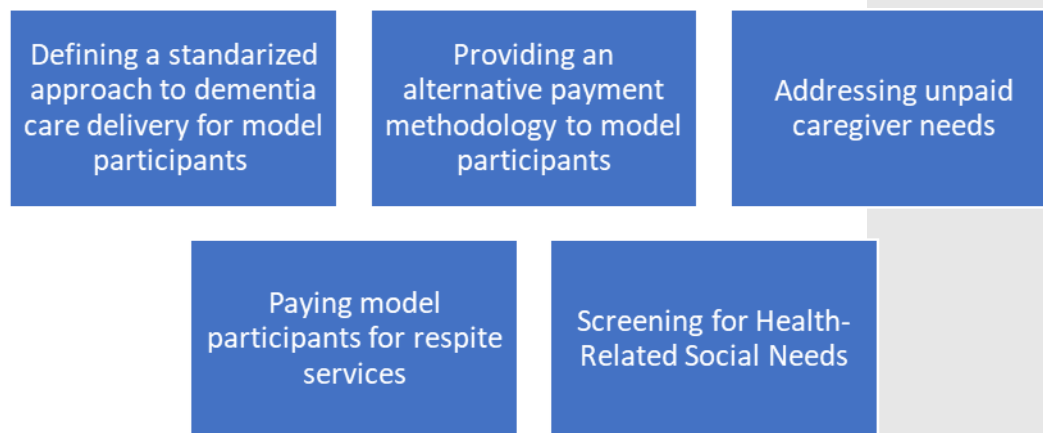 Defining a standarized
approach to dementia
care delivery for model
participants
Providing an
alternative payment
methodology to model
participants
Addressing unpaid
caregiver needs
Paying model
participants for respite
services
Screening for Health-
Related Social Needs